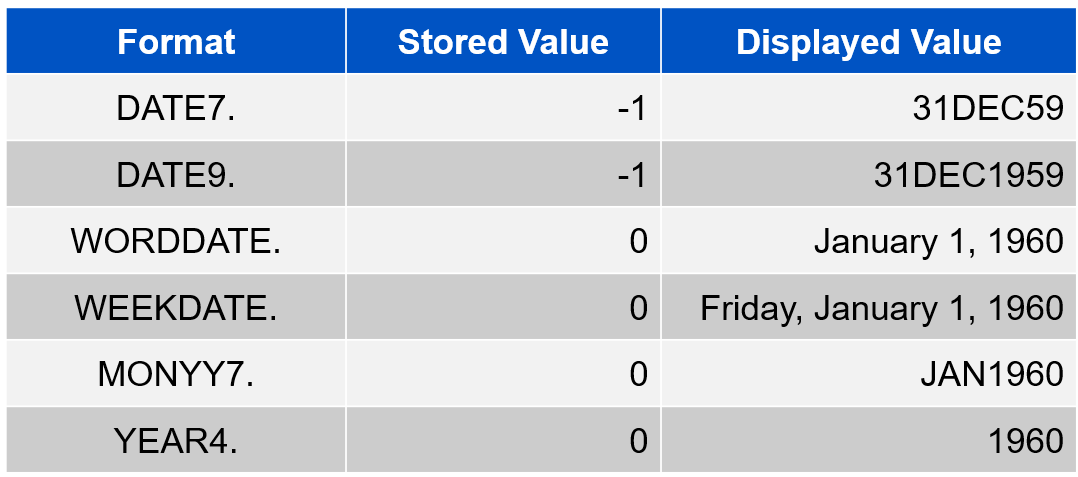 Format Stored Value Displayed Value
DATE7. -1 31DEC59
DATE9. -1 31DEC1959
WORDDATE. 0 January 1, 1960
WEEKDATE. 0 Friday, January 1, 1960
MONYY7. 0 JAN1960
YEAR4. 0 1960